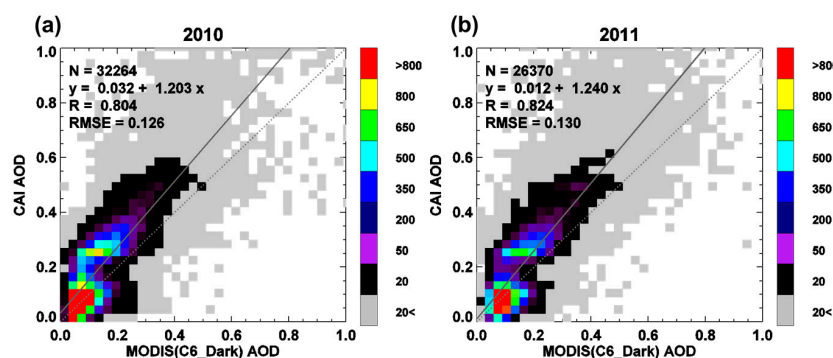 (a)
2010
N = 32264
y = 0.032 + 1.203 x
R = 0.804
RMSE = 0.126
CAI AOD
1.0
0.8
0.6
0.4
0.2
0.0
0.0 0.2 0.4 0.6 0.8 1.0
MODIS(C6_Dark) AOD
>800
800
650
500
350
200
50
20
20<
(b)
2011
N = 26370
y = 0.012 + 1.240 x
R = 0.824
RMSE = 0.130
CAI AOD
1.0
0.8
0.6
0.4
0.2
0.0
0.0 0.2 0.4 0.6 0.8 1.0
MODIS(C6_Dark) AOD
>800
800
650
500
350
200
50
20
20<